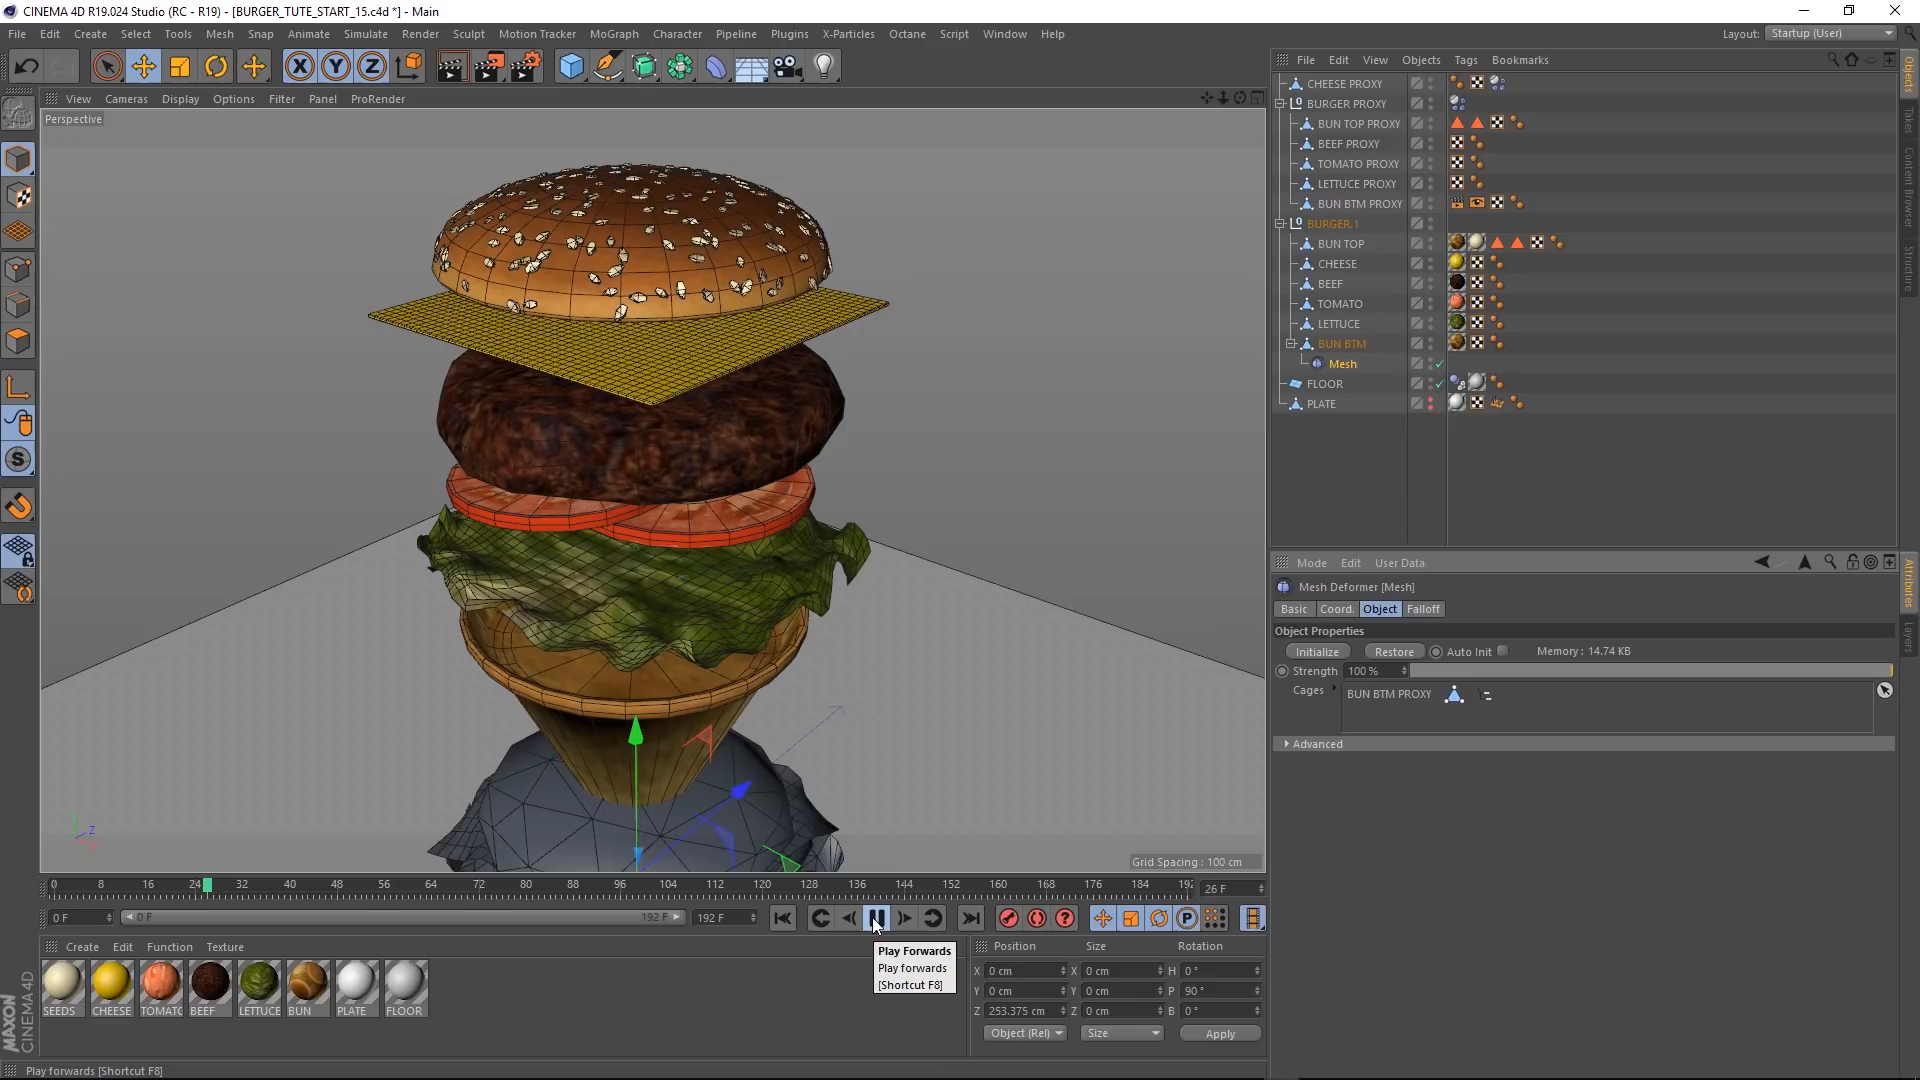 CINEMA 4D R19.024 Studio (RC - R19) - [BURGER_TUTE_START_15.c4d *] - Main
File Edit Create Select Tools Mesh Snap Animate Simulate Render Sculpt Motion Tracker MoGraph Character Pipeline Plugins X-Particles Octane Script Window Help
Layout: Startup (User)
View Cameras Display Options Filter Panel ProRender
Perspective
Grid Spacing : 100 cm
File Edit View Objects Tags Bookmarks
CHEESE PROXY
BURGER PROXY
BUN TOP PROXY
BEEF PROXY
TOMATO PROXY
LETTUCE PROXY
BUN BTM PROXY
BURGER.1
BUN TOP
CHEESE
BEEF
TOMATO
LETTUCE
BUN BTM
Mesh
FLOOR
PLATE
Objects
Takes
Content Browser
Structure
Mode Edit User Data
Mesh Deformer [Mesh]
Basic Coord. Object Falloff
Object Properties
Initialize Restore Auto Init Memory : 14.74 KB
Strength 100 %
Cages BUN BTM PROXY
Advanced
Attributes
Layers
0 8 16 24 32 40 48 56 64 72 80 88 96 104 112 120 128 136 144 152 160 168 176 184 192 26 F
0 F 0 F 192 F 192 F
Create Edit Function Texture
SEEDS CHEESE TOMATO BEEF LETTUCE BUN PLATE FLOOR
Play Forwards
Play forwards
[Shortcut F8]
Position Size Rotation
X 0 cm X 0 cm H 0 °
Y 0 cm Y 0 cm P 90 °
Z 253.375 cm Z 0 cm B 0 °
Object (Rel) Size Apply
MAXON
CINEMA 4D
Play forwards [Shortcut F8]